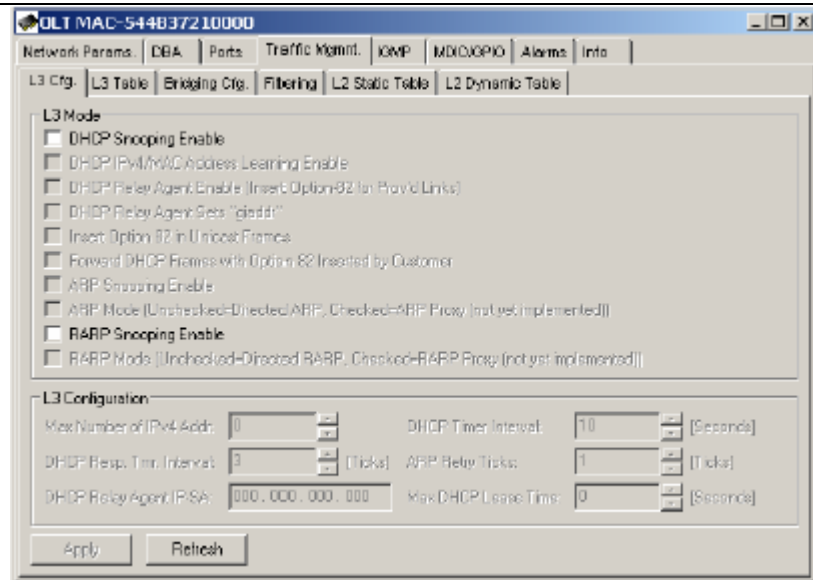 OLT MAC-544B37210000
Network Params. DBA Ports Traffic Mgmnt. IGMP MDIO/GPIO Alarms Info
L3 Cfg. L3 Table Bridging Cfg. Filtering L2 Static Table L2 Dynamic Table
L3 Mode
DHCP Snooping Enable
DHCP IPv4/MAC Address Learning Enable
DHCP Relay Agent Enable (Insert Option-82 for Prov'd Links)
DHCP Relay Agent Sets "giaddr"
Insert Option 82 in Unicast Frames
Forward DHCP Frames with Option 82 Inserted by Customer
ARP Snooping Enable
ARP Mode (Unchecked=Directed ARP, Checked=ARP Proxy (not yet implemented))
RARP Snooping Enable
RARP Mode (Unchecked=Directed RARP, Checked=RARP Proxy (not yet implemented))
L3 Configuration
Max Number of IPv4 Addr: 0 DHCP Timer Interval: 10 [Seconds]
DHCP Resp. Tmr. Interval: 3 [Ticks] ARP Retry Ticks: 1 [Ticks]
DHCP Relay Agent IP SA: 000.000.000.000 Max DHCP Lease Time: 0 [Seconds]
Apply Refresh